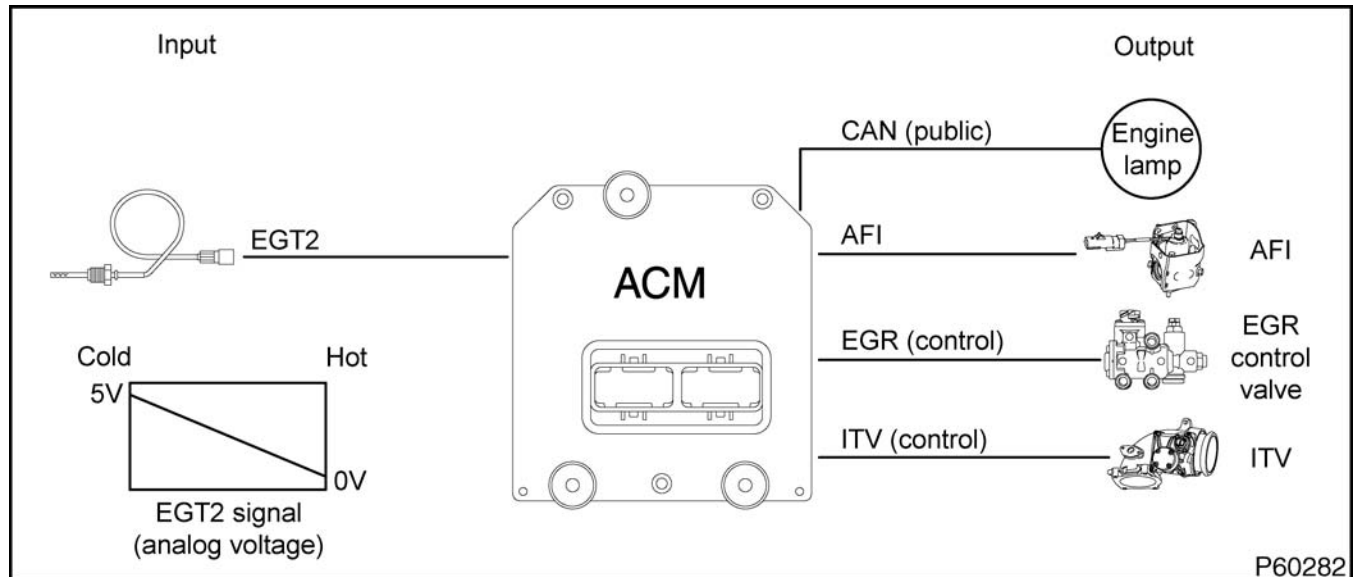 Input
Output
CAN (public)
Engine
lamp
EGT2
AFI
AFI
ACM
EGR (control)
EGR
control
valve
Cold
Hot
5V
0V
ITV (control)
ITV
EGT2 signal
(analog voltage)
P60282